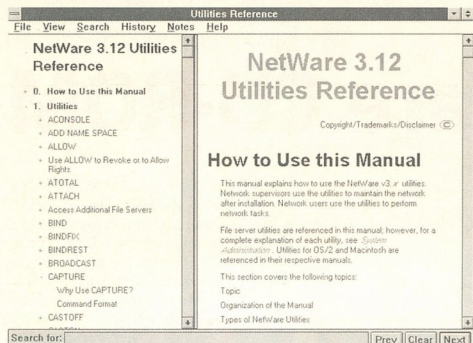 Utilities Reference
File View Search History Notes Help
NetWare 3.12 Utilities
Reference
0. How to Use this Manual
1. Utilities
ACONSOLE
ADD NAME SPACE
ALLOW
Use ALLOW to Revoke or to Allow
Rights
ATOTAL
ATTACH
Access Additional File Servers
BIND
BINDFIX
BINDREST
BROADCAST
CAPTURE
Why Use CAPTURE?
Command Format
CASTOFF
NetWare 3.12
Utilities Reference
Copyright/Trademarks/Disclaimer C
How to Use this Manual
This manual explains how to use the NetWare v3.x utilities.
Network supervisors use the utilities to maintain the network
after installation. Network users use the utilities to perform
network tasks.
File server utilities are referenced in this manual; however, for a
complete explanation of each utility, see System
Administration. Utilities for OS/2 and Macintosh are
referenced in their respective manuals.
This section covers the following topics:
Topic
Organization of the Manual
Types of NetWare Utilities
Search for: Prev Clear Next